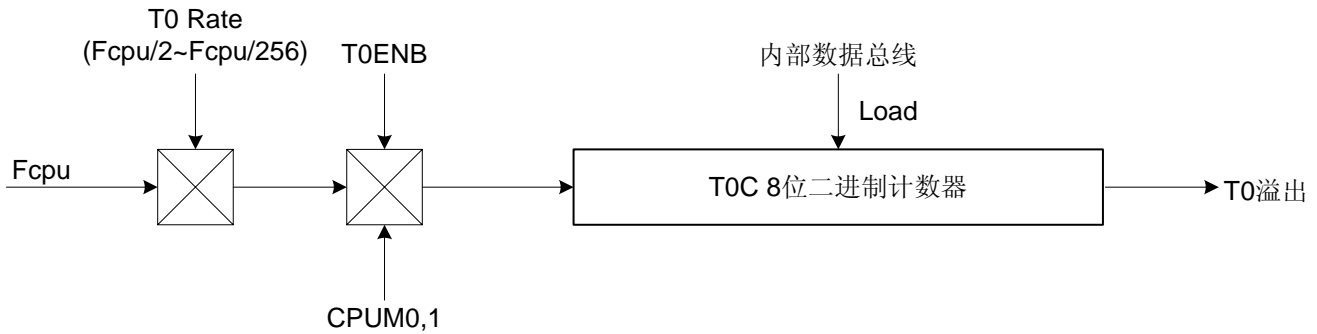 T0 Rate
(Fcpu/2~Fcpu/256)
T0ENB
内部数据总线
Load
Fcpu
T0C 8位二进制计数器
T0溢出
CPUM0,1